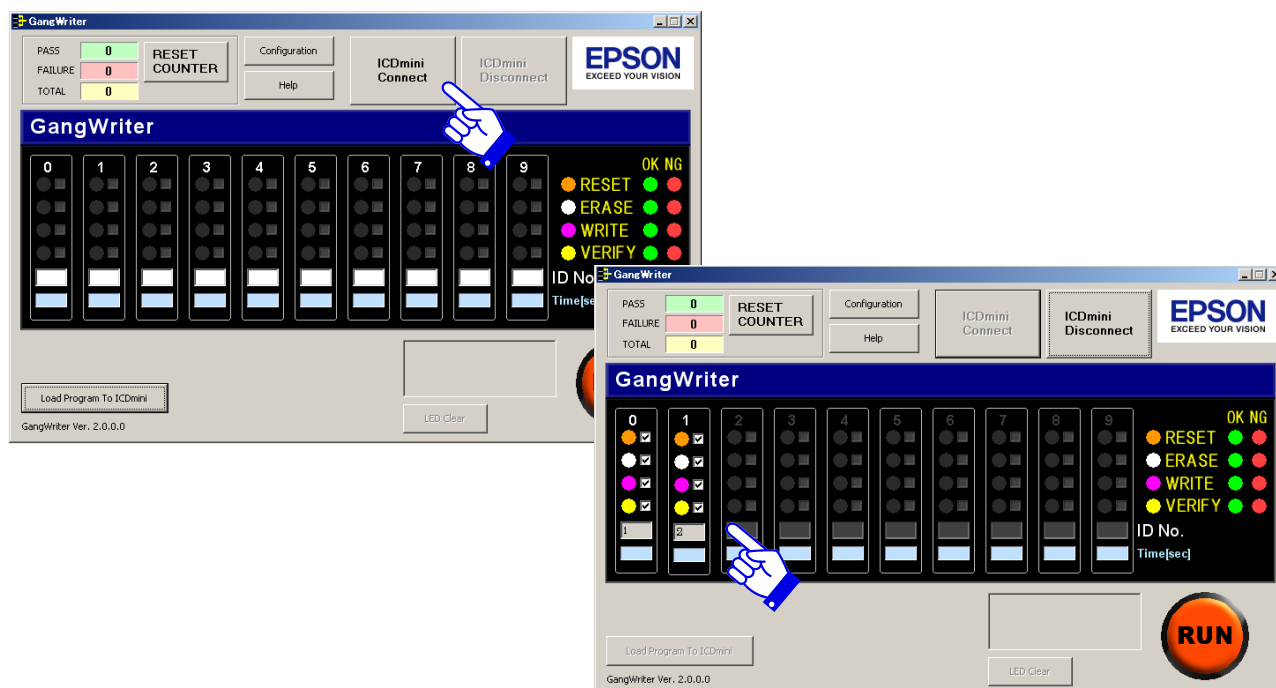 GangWriter
PASS 0
FAILURE 0
TOTAL 0
RESET
COUNTER
Configuration
Help
ICDmini
Connect
ICDmini
Disconnect
EPSON
EXCEED YOUR VISION
GangWriter
0 1 2 3 4 5 6 7 8 9
OK NG
RESET
ERASE
WRITE
VERIFY
ID No
Time[se
Load Program To ICDmini
LED Clear
GangWriter Ver. 2.0.0.0
GangWriter
PASS 0
FAILURE 0
TOTAL 0
RESET
COUNTER
Configuration
Help
ICDmini
Connect
ICDmini
Disconnect
EPSON
EXCEED YOUR VISION
GangWriter
0 1 2 3 4 5 6 7 8 9
OK NG
RESET
ERASE
WRITE
VERIFY
1 2
ID No.
Time[sec]
RUN
Load Program To ICDmini
LED Clear
GangWriter Ver. 2.0.0.0